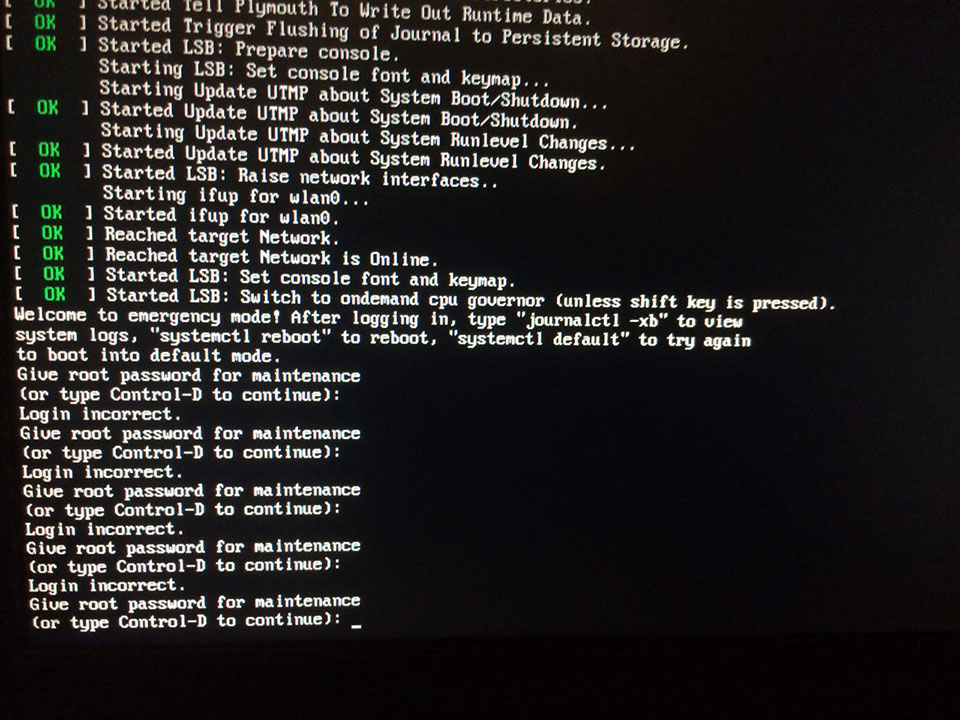 [ OK ] Started Tell Plymouth To Write Out Runtime Data.
[ OK ] Started Trigger Flushing of Journal to Persistent Storage.
[ OK ] Started LSB: Prepare console.
Starting LSB: Set console font and keymap...
Starting Update UTMP about System Boot/Shutdown...
[ OK ] Started Update UTMP about System Boot/Shutdown.
Starting Update UTMP about System Runlevel Changes...
[ OK ] Started Update UTMP about System Runlevel Changes.
[ OK ] Started LSB: Raise network interfaces..
Starting ifup for wlan0...
[ OK ] Started ifup for wlan0.
[ OK ] Reached target Network.
[ OK ] Reached target Network is Online.
[ OK ] Started LSB: Set console font and keymap.
[ OK ] Started LSB: Switch to ondemand cpu governor (unless shift key is pressed).
Welcome to emergency mode! After logging in, type "journalctl -xb" to view
system logs, "systemctl reboot" to reboot, "systemctl default" to try again
to boot into default mode.
Give root password for maintenance
(or type Control-D to continue):
Login incorrect.
Give root password for maintenance
(or type Control-D to continue):
Login incorrect.
Give root password for maintenance
(or type Control-D to continue):
Login incorrect.
Give root password for maintenance
(or type Control-D to continue):
Login incorrect.
Give root password for maintenance
(or type Control-D to continue): _